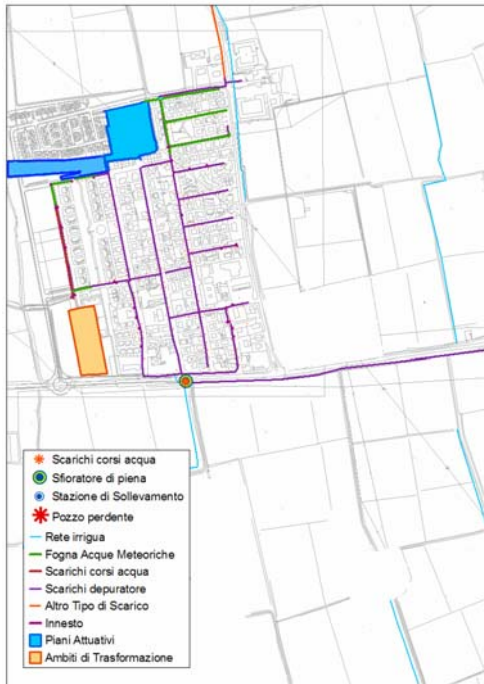 Scarichi corsi acqua
Sfioratore di piena
Stazione di Sollevamento
Pozzo perdente
Rete irrigua
Fogna Acque Meteoriche
Scarichi corsi acqua
Scarichi depuratore
Altro Tipo di Scarico
Innesto
Piani Attuativi
Ambiti di Trasformazione